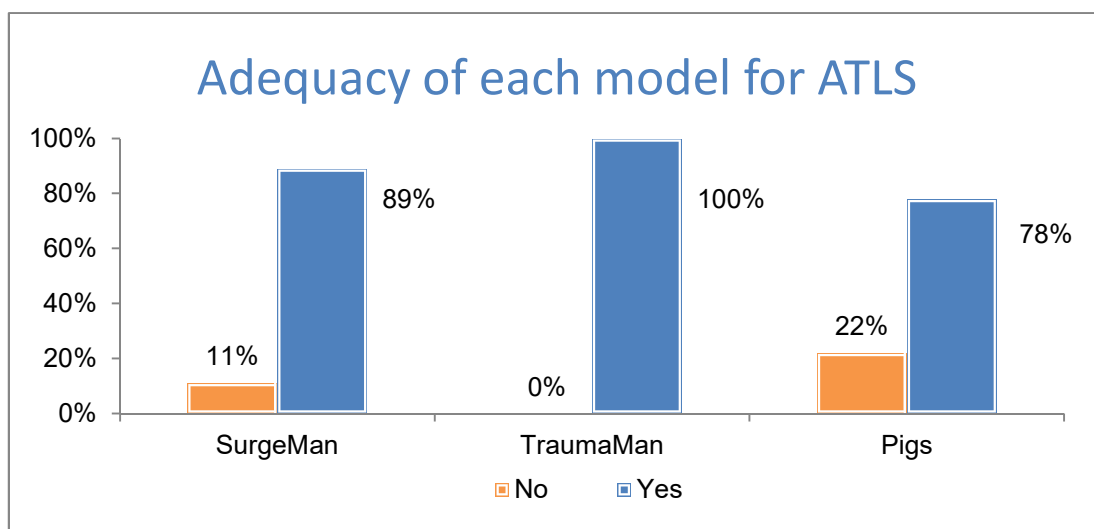 Adequacy of each model for ATLS
100%
80%
60%
40%
20%
0%
11%
89%
0%
100%
22%
78%
SurgeMan
TraumaMan
Pigs
No
Yes